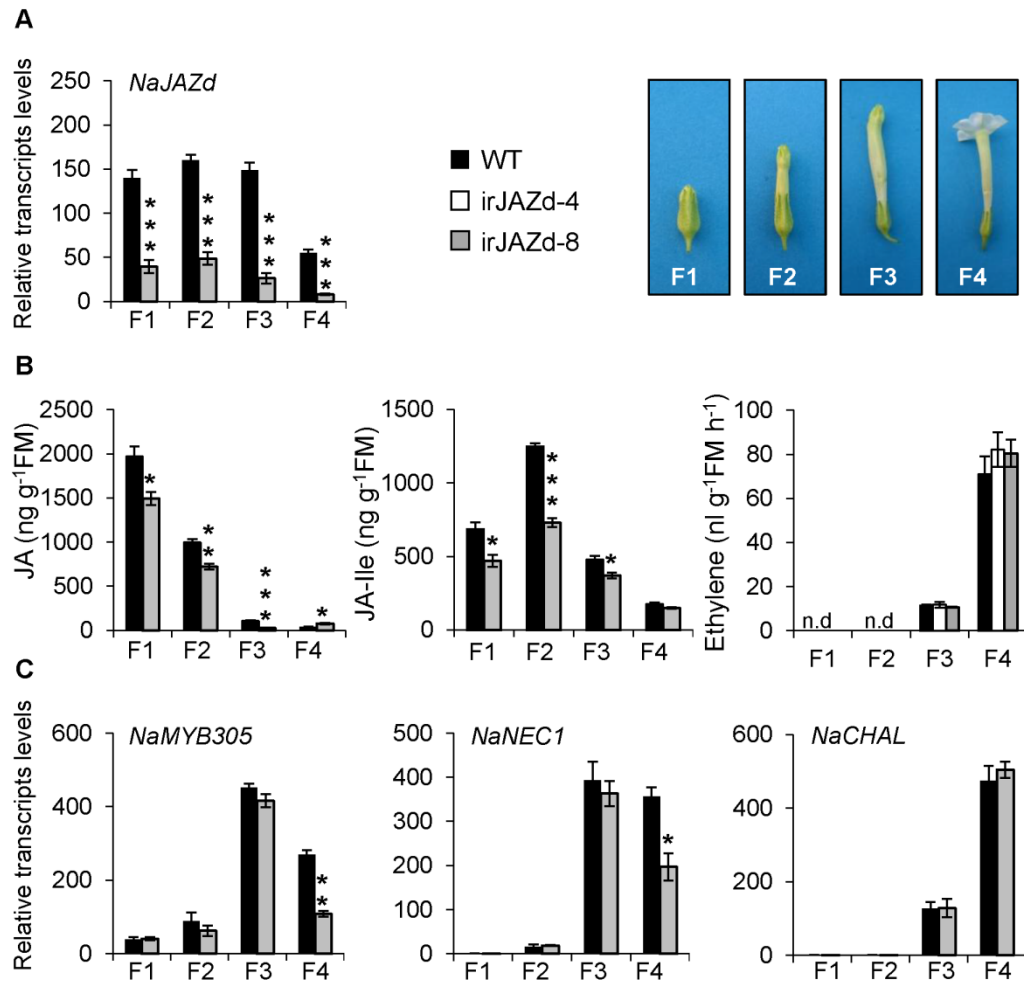 A
Relative transcripts levels
250
200
150
100
50
0
NaJAZd
***
***
***
***
F1 F2 F3 F4
WT
irJAZd-4
irJAZd-8
F1 F2 F3 F4
B
JA (ng g⁻¹FM)
2500
2000
1500
1000
500
0
*
**
***
*
F1 F2 F3 F4
JA-Ile (ng g⁻¹FM)
1500
1000
500
0
*
***
*
F1 F2 F3 F4
Ethylene (nl g⁻¹FM h⁻¹)
100
80
60
40
20
0
n.d n.d
F1 F2 F3 F4
C
Relative transcripts levels
600
400
200
0
NaMYB305
**
F1 F2 F3 F4
500
400
300
200
100
0
NaNEC1
*
F1 F2 F3 F4
600
400
200
0
NaCHAL
F1 F2 F3 F4